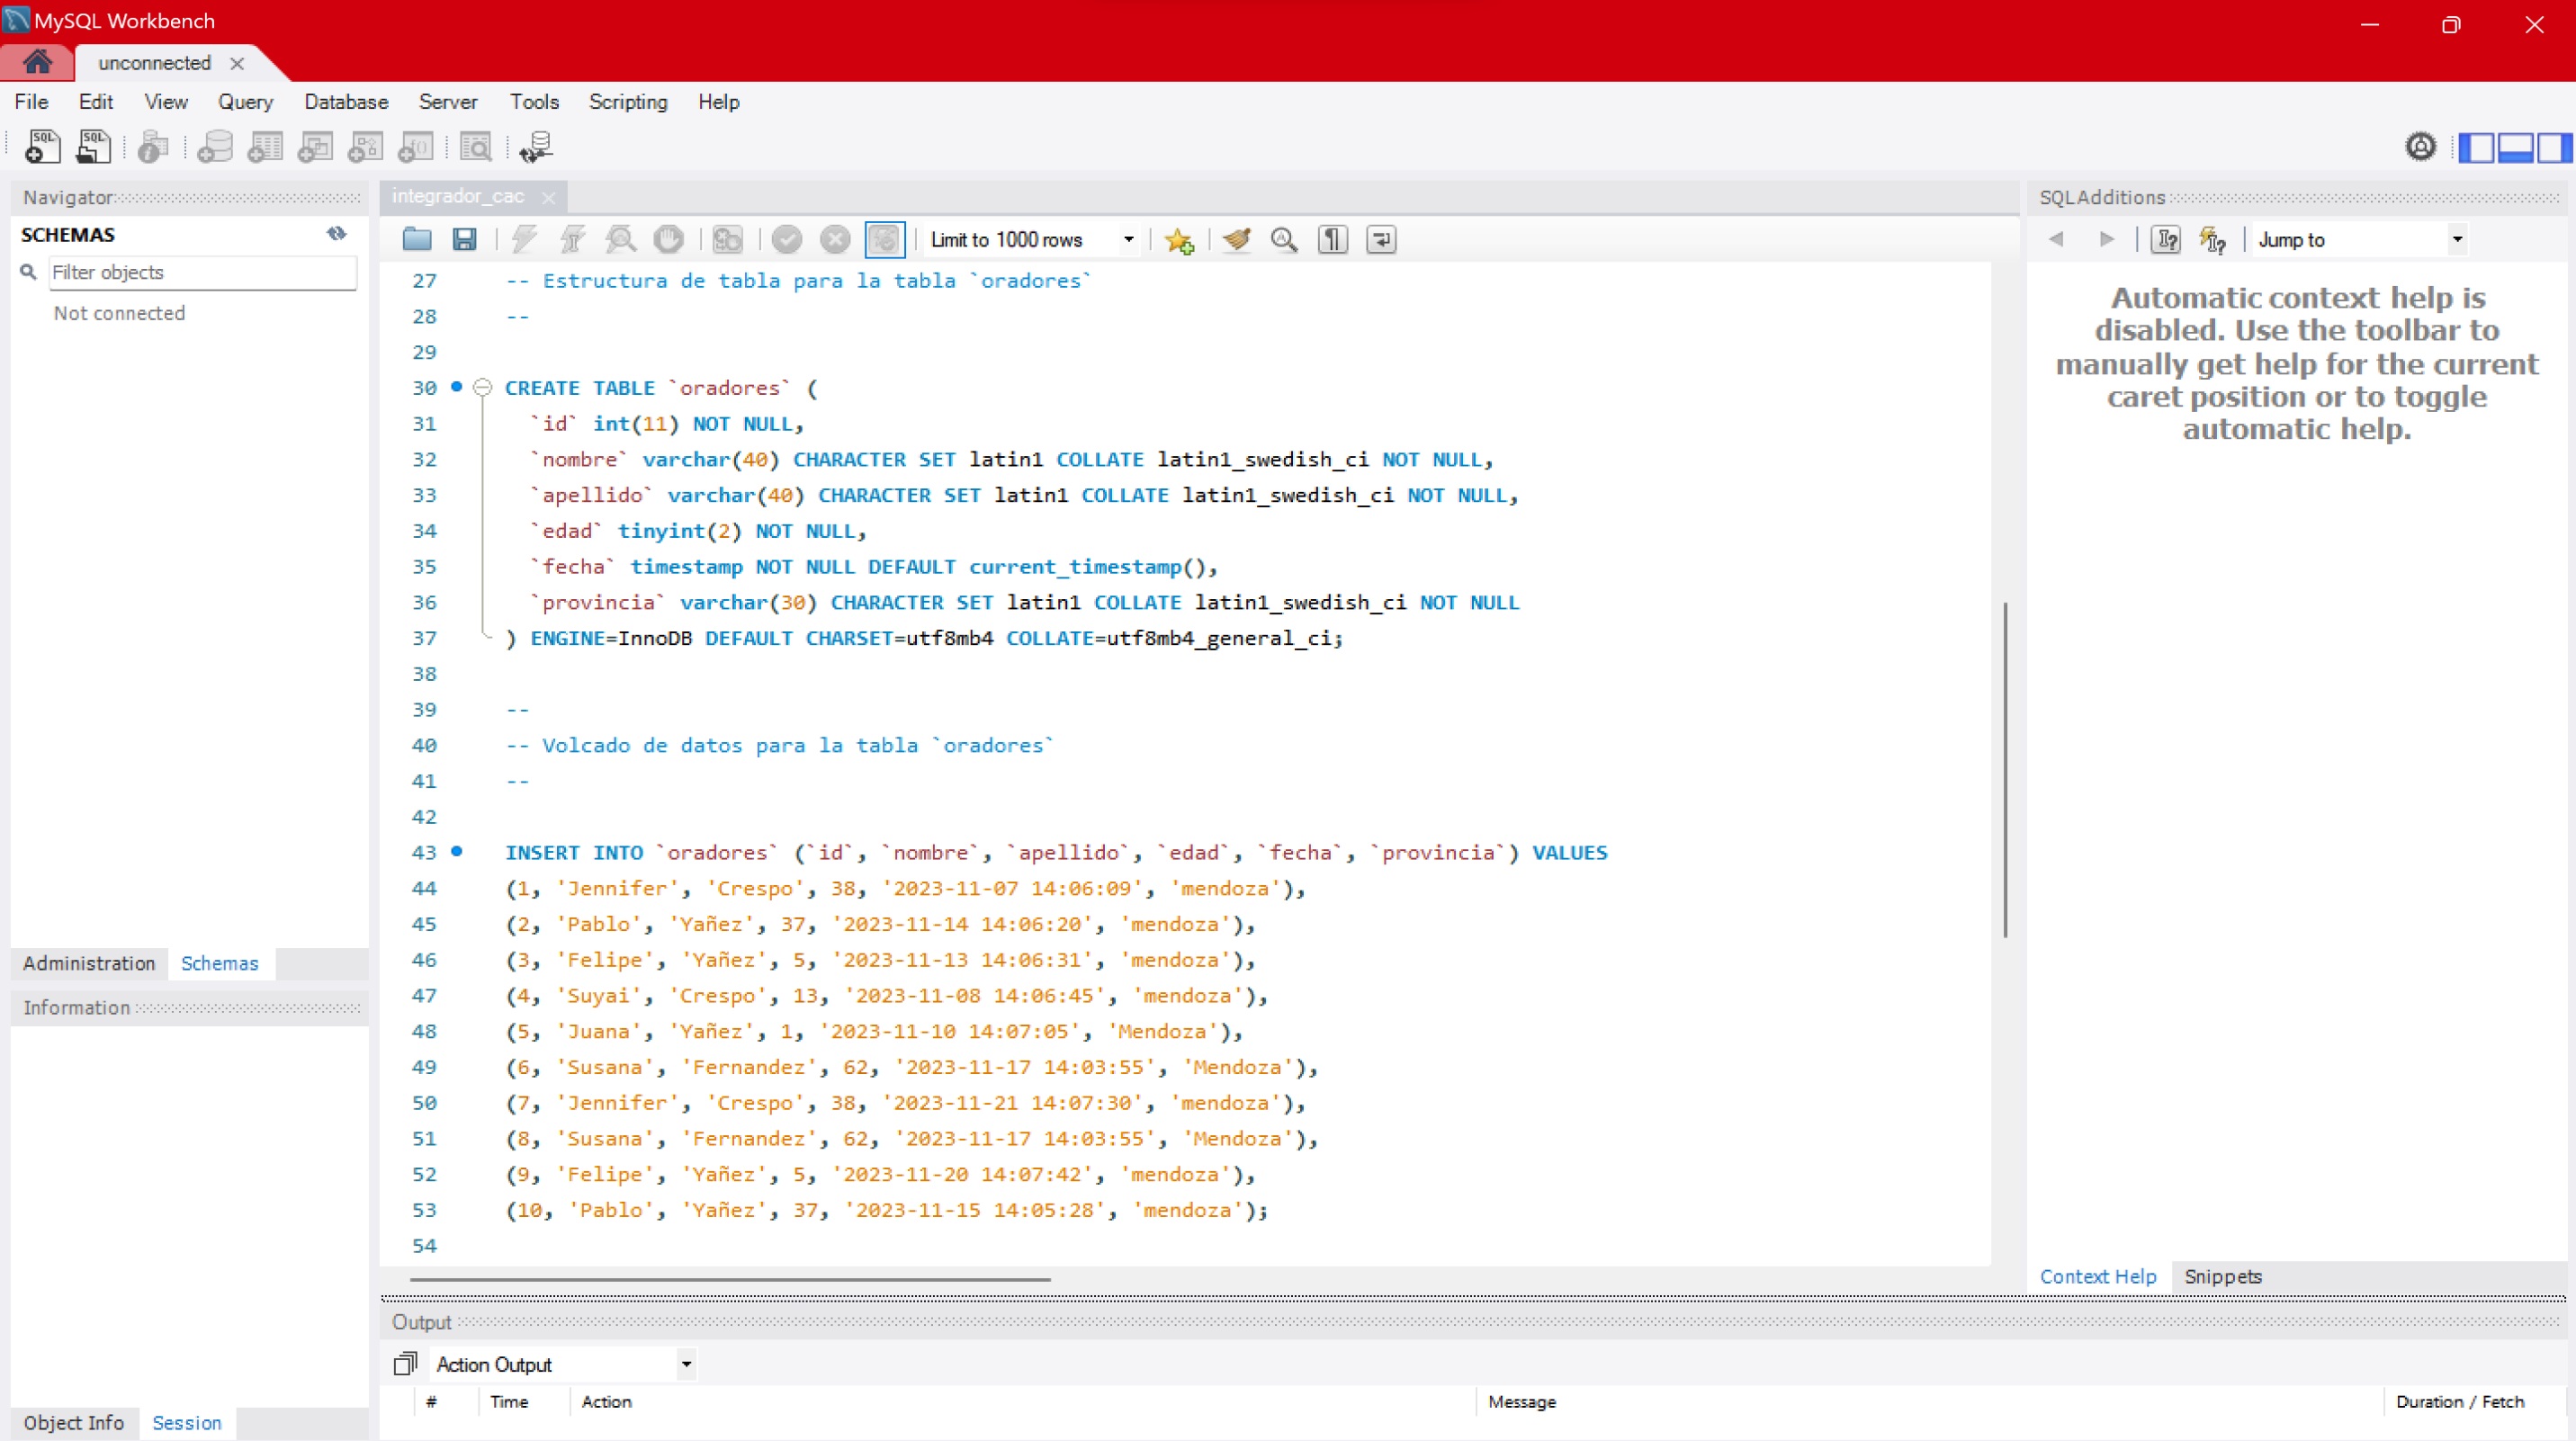 MySQL Workbench
unconnected
File Edit View Query Database Server Tools Scripting Help
Navigator
SCHEMAS
Filter objects
Not connected
Administration Schemas
Information
Object Info Session
integrador_cac
Limit to 1000 rows
27 -- Estructura de tabla para la tabla `oradores`
28 --
29
30 CREATE TABLE `oradores` (
31 `id` int(11) NOT NULL,
32 `nombre` varchar(40) CHARACTER SET latin1 COLLATE latin1_swedish_ci NOT NULL,
33 `apellido` varchar(40) CHARACTER SET latin1 COLLATE latin1_swedish_ci NOT NULL,
34 `edad` tinyint(2) NOT NULL,
35 `fecha` timestamp NOT NULL DEFAULT current_timestamp(),
36 `provincia` varchar(30) CHARACTER SET latin1 COLLATE latin1_swedish_ci NOT NULL
37 ) ENGINE=InnoDB DEFAULT CHARSET=utf8mb4 COLLATE=utf8mb4_general_ci;
38
39 --
40 -- Volcado de datos para la tabla `oradores`
41 --
42
43 INSERT INTO `oradores` (`id`, `nombre`, `apellido`, `edad`, `fecha`, `provincia`) VALUES
44 (1, 'Jennifer', 'Crespo', 38, '2023-11-07 14:06:09', 'mendoza'),
45 (2, 'Pablo', 'Yañez', 37, '2023-11-14 14:06:20', 'mendoza'),
46 (3, 'Felipe', 'Yañez', 5, '2023-11-13 14:06:31', 'mendoza'),
47 (4, 'Suyai', 'Crespo', 13, '2023-11-08 14:06:45', 'mendoza'),
48 (5, 'Juana', 'Yañez', 1, '2023-11-10 14:07:05', 'Mendoza'),
49 (6, 'Susana', 'Fernandez', 62, '2023-11-17 14:03:55', 'Mendoza'),
50 (7, 'Jennifer', 'Crespo', 38, '2023-11-21 14:07:30', 'mendoza'),
51 (8, 'Susana', 'Fernandez', 62, '2023-11-17 14:03:55', 'Mendoza'),
52 (9, 'Felipe', 'Yañez', 5, '2023-11-20 14:07:42', 'mendoza'),
53 (10, 'Pablo', 'Yañez', 37, '2023-11-15 14:05:28', 'mendoza');
54
SQLAdditions
Jump to
Automatic context help is
disabled. Use the toolbar to
manually get help for the current
caret position or to toggle
automatic help.
Context Help Snippets
Output
Action Output
# Time Action Message Duration / Fetch